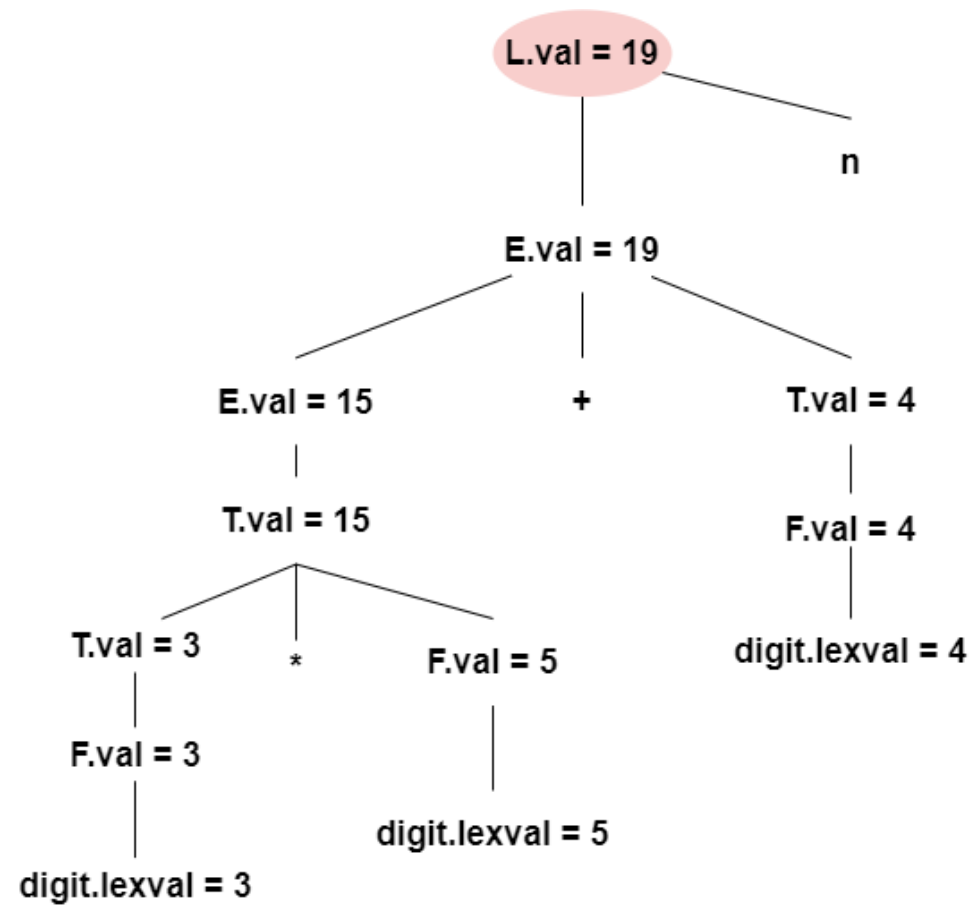 L.val = 19
n
E.val = 19
E.val = 15
+
T.val = 4
T.val = 15
F.val = 4
T.val = 3
*
F.val = 5
digit.lexval = 4
F.val = 3
digit.lexval = 5
digit.lexval = 3